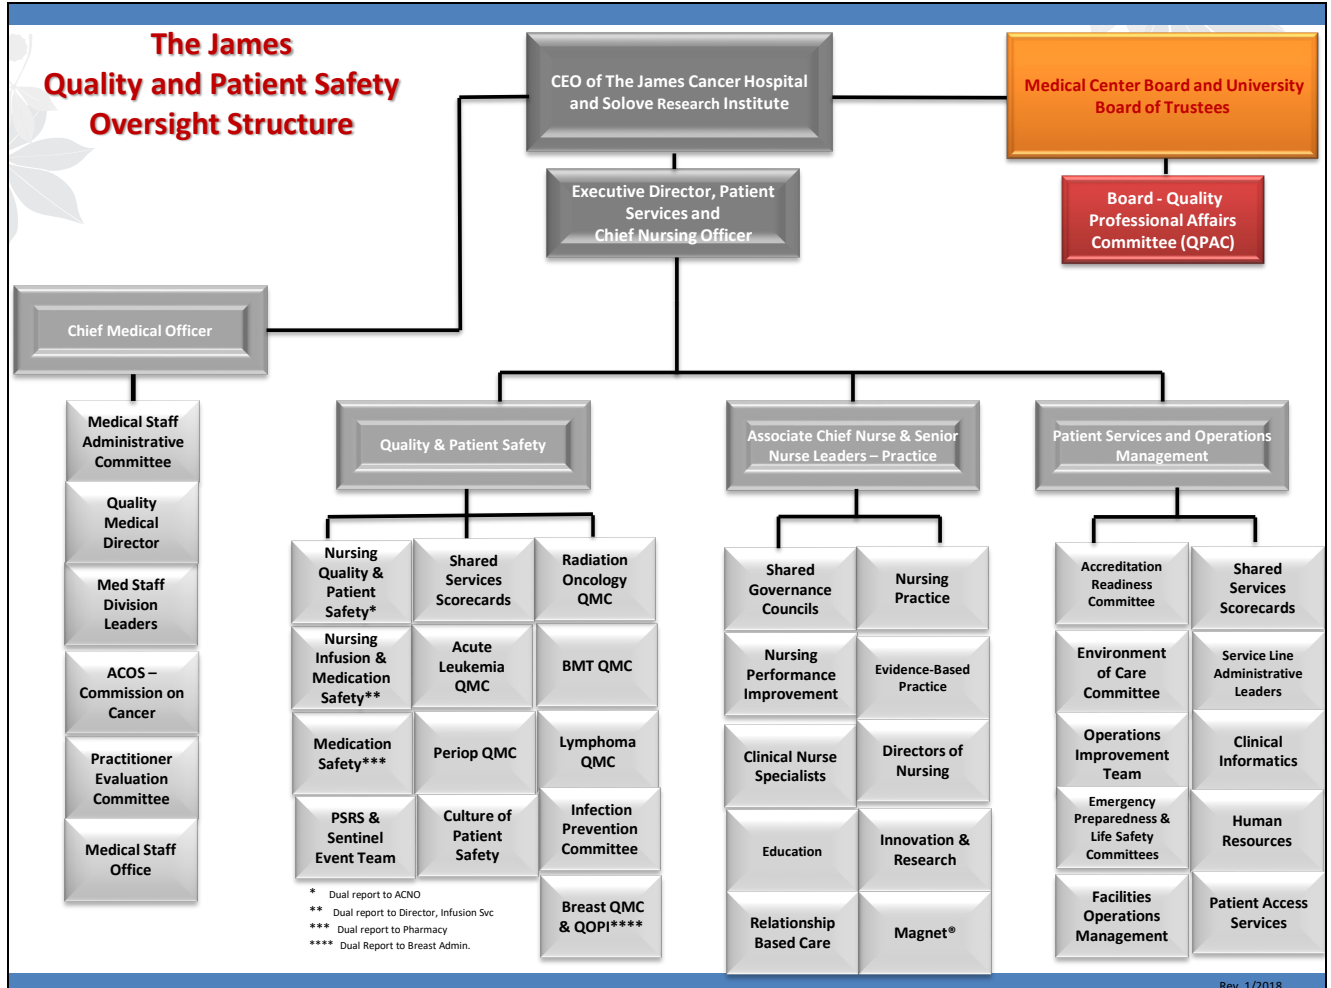 The James
Quality and Patient Safety
Oversight Structure
CEO of The James Cancer Hospital
and Solove Research Institute
Medical Center Board and University
Board of Trustees
Executive Director, Patient
Services and
Chief Nursing Officer
Board - Quality
Professional Affairs
Committee (QPAC)
Chief Medical Officer
Medical Staff
Administrative
Committee
Quality
Medical
Director
Med Staff
Division
Leaders
ACOS –
Commission on
Cancer
Practitioner
Evaluation
Committee
Medical Staff
Office
Quality & Patient Safety
Nursing
Quality &
Patient
Safety*
Shared
Services
Scorecards
Radiation
Oncology
QMC
Nursing
Infusion &
Medication
Safety**
Acute
Leukemia
QMC
BMT QMC
Medication
Safety***
Periop QMC
Lymphoma
QMC
PSRS &
Sentinel
Event Team
Culture of
Patient
Safety
Infection
Prevention
Committee
Breast QMC
& QOPI****
* Dual report to ACNO
** Dual report to Director, Infusion Svc
*** Dual report to Pharmacy
**** Dual Report to Breast Admin.
Associate Chief Nurse & Senior
Nurse Leaders – Practice
Shared
Governance
Councils
Nursing
Practice
Nursing
Performance
Improvement
Evidence-Based
Practice
Clinical Nurse
Specialists
Directors of
Nursing
Education
Innovation &
Research
Relationship
Based Care
Magnet®
Patient Services and Operations
Management
Accreditation
Readiness
Committee
Shared
Services
Scorecards
Environment
of Care
Committee
Service Line
Administrative
Leaders
Operations
Improvement
Team
Clinical
Informatics
Emergency
Preparedness &
Life Safety
Committees
Human
Resources
Facilities
Operations
Management
Patient Access
Services
Rev. 1/2018